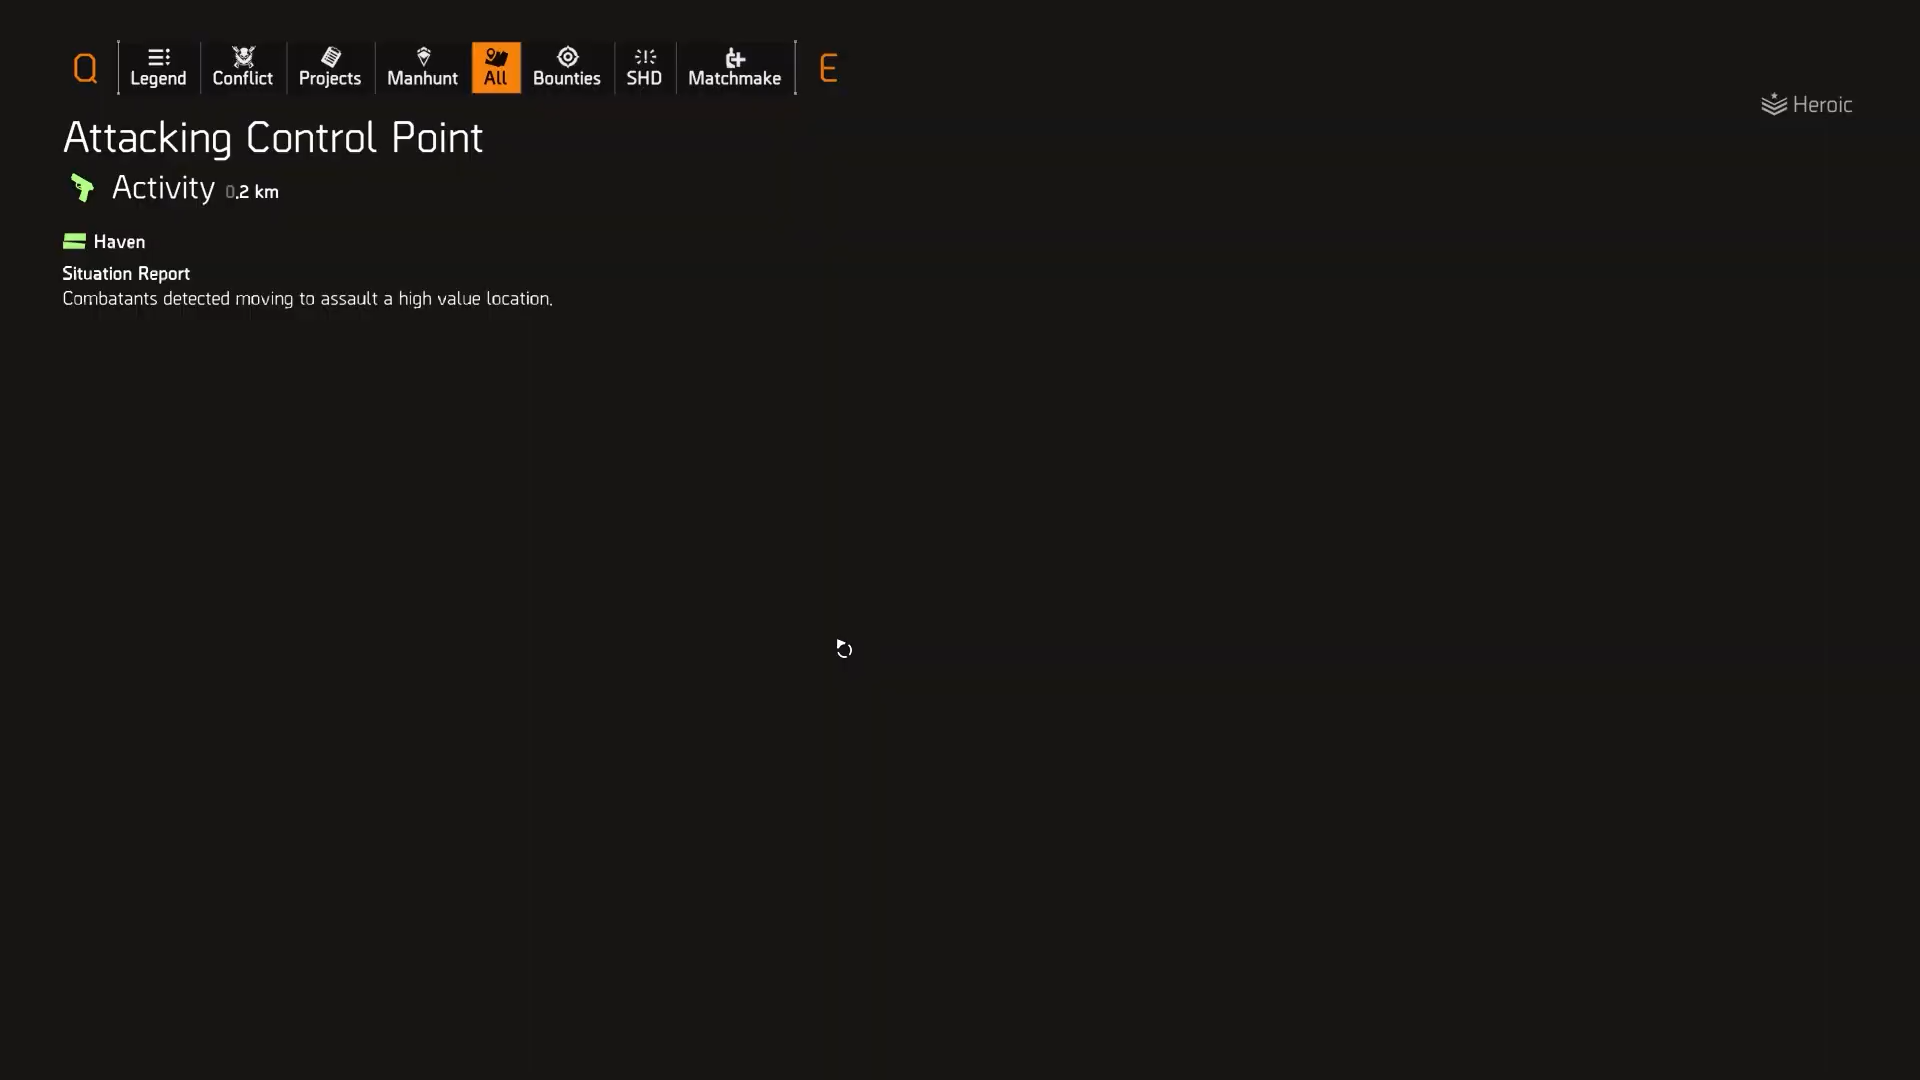 Q Legend Conflict Projects Manhunt All Bounties SHD Matchmake E
Heroic
Attacking Control Point
Activity 0.2 km
Haven
Situation Report
Combatants detected moving to assault a high value location.